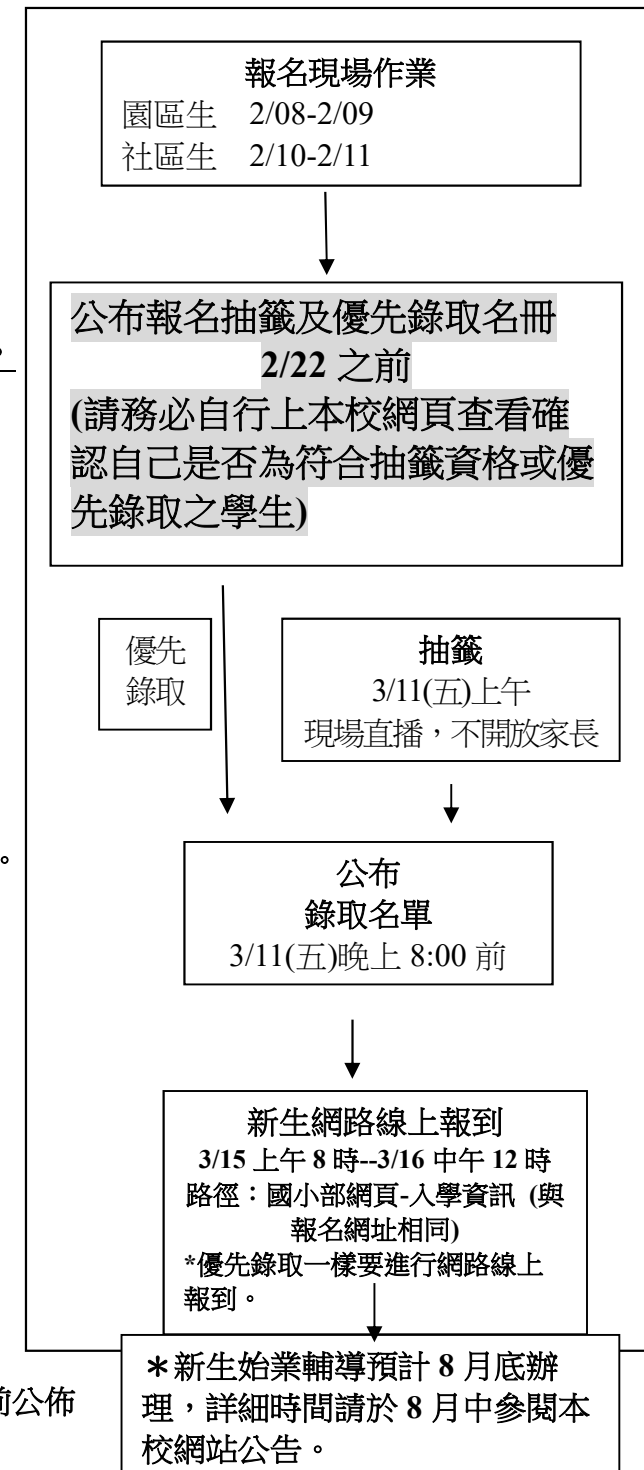 報名現場作業
園區生 2/08-2/09
社區生 2/10-2/11
公布報名抽籤及優先錄取名冊
2/22 之前
(請務必自行上本校網頁查看確
認自己是否為符合抽籤資格或優
先錄取之學生)
優先
錄取
抽籤
3/11(五)上午
現場直播，不開放家長
。
公布
錄取名單
3/11(五)晚上 8:00 前
新生網路線上報到
3/15 上午 8 時--3/16 中午 12 時
路徑：國小部網頁-入學資訊 (與
報名網址相同)
*優先錄取一樣要進行網路線上
報到。
前公佈
＊新生始業輔導預計 8 月底辦
理，詳細時間請於 8 月中參閱本
校網站公告。